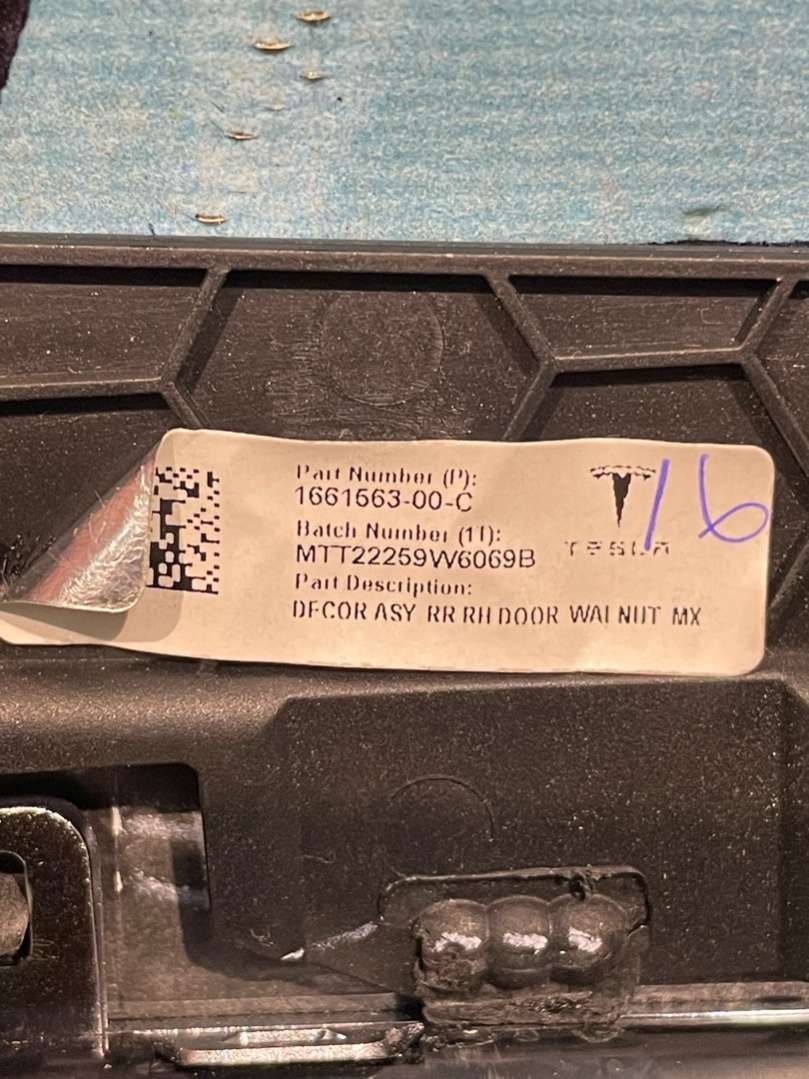 Part Number (P):
1661563-00-C
Batch Number (1T):
MTT22259W6069B
Part Description:
DECOR ASY RR RH DOOR WALNUT MX
TESLA
16